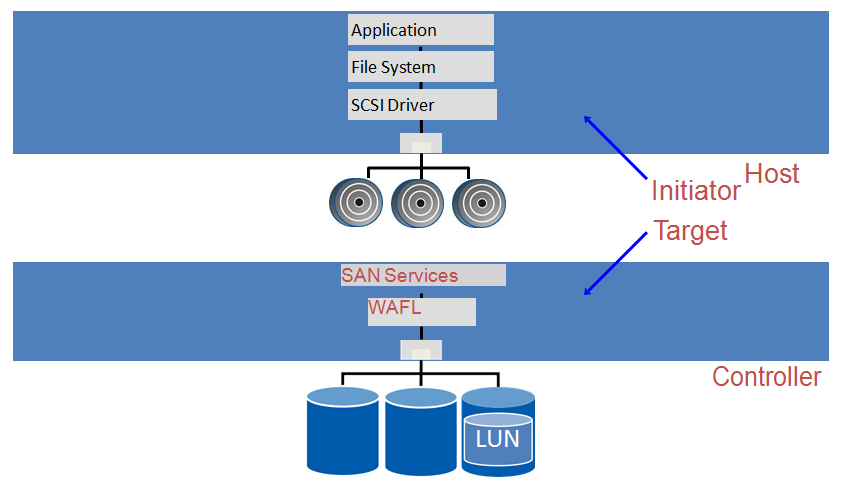 Application
File System
SCSI Driver
Host
Initiator
Target
SAN Services
WAFL
Controller
LUN